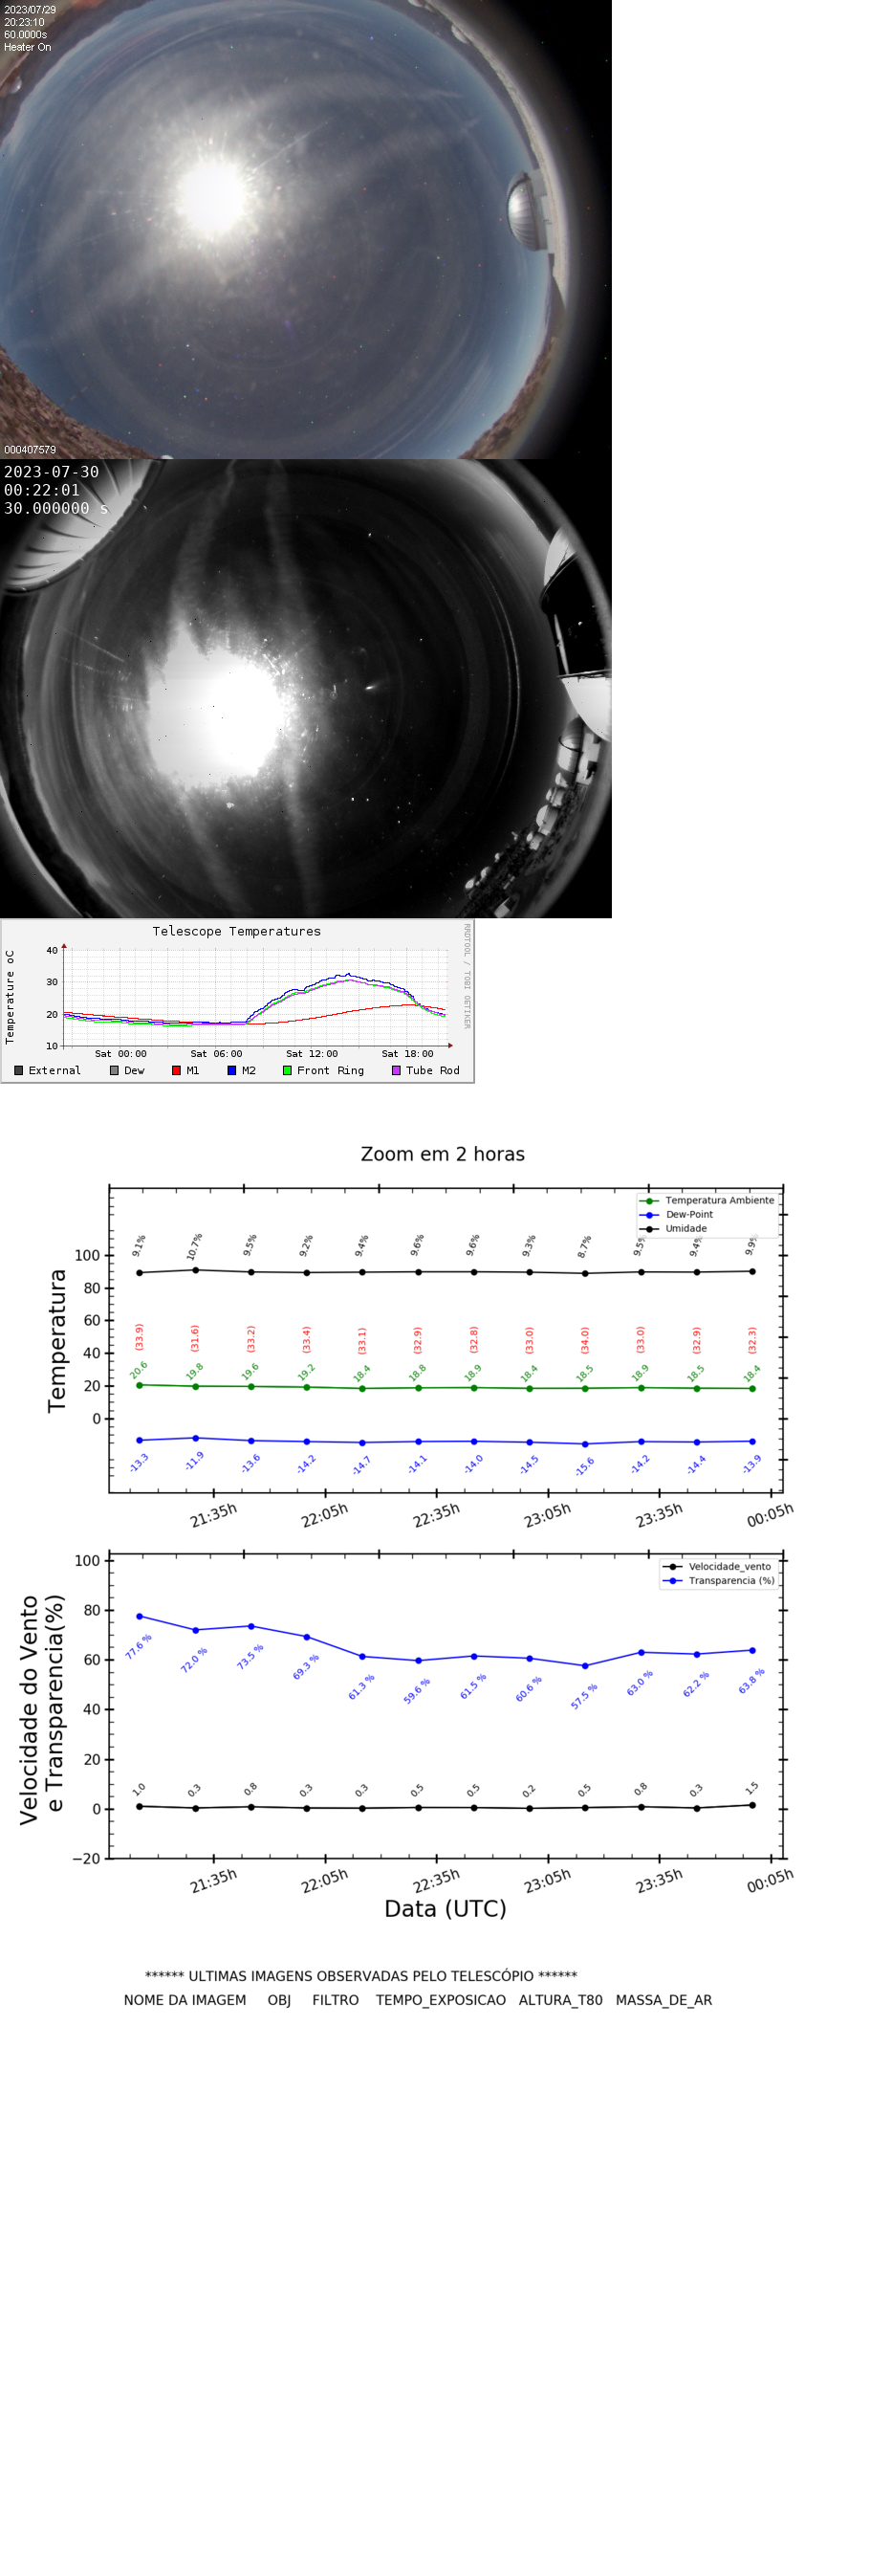 2023/07/29
20:23:10
60.0000s
Heater On
000407579
2023-07-30
00:22:01
30.000000 s
Telescope Temperatures
RRDTOOL / TOBI OETIKER
Temperature oC
40
30
20
10
Sat 00:00 Sat 06:00 Sat 12:00 Sat 18:00
External Dew M1 M2 Front Ring Tube Rod
Zoom em 2 horas
Temperatura Ambiente
Dew-Point
Umidade
Temperatura
100
80
60
40
20
0
9.1% 10.7% 9.5% 9.2% 9.4% 9.6% 9.6% 9.3% 8.7% 9.5% 9.4% 9.9%
(33.9) (31.6) (33.2) (33.4) (33.1) (32.9) (32.8) (33.0) (34.0) (33.0) (32.9) (32.3)
20.6 19.8 19.6 19.2 18.4 18.8 18.9 18.4 18.5 18.9 18.5 18.4
-13.3 -11.9 -13.6 -14.2 -14.7 -14.1 -14.0 -14.5 -15.6 -14.2 -14.4 -13.9
21:35h 22:05h 22:35h 23:05h 23:35h 00:05h
Velocidade_vento
Transparencia (%)
Velocidade do Vento
e Transparencia(%)
100
80
60
40
20
0
−20
77.6 % 72.0 % 73.5 % 69.3 % 61.3 % 59.6 % 61.5 % 60.6 % 57.5 % 63.0 % 62.2 % 63.8 %
1.0 0.3 0.8 0.3 0.3 0.5 0.5 0.2 0.5 0.8 0.3 1.5
21:35h 22:05h 22:35h 23:05h 23:35h 00:05h
Data (UTC)
****** ULTIMAS IMAGENS OBSERVADAS PELO TELESCÓPIO ******
NOME DA IMAGEM OBJ FILTRO TEMPO_EXPOSICAO ALTURA_T80 MASSA_DE_AR